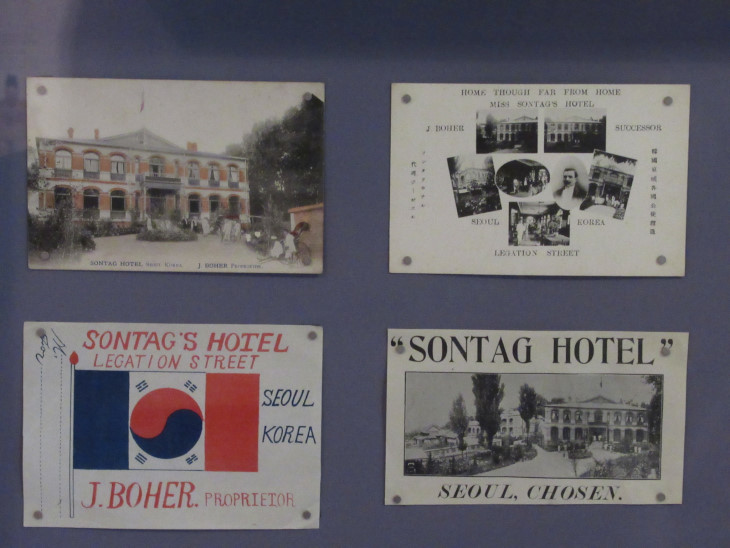 SONTAG HOTEL, SEOUL KOREA. J. BOHER PROPRIETOR.
HOME THOUGH FAR FROM HOME
MISS SONTAG'S HOTEL
J. BOHER
SUCCESSOR
SEOUL
KOREA
LEGATION STREET
SONTAG'S HOTEL
LEGATION STREET
SEOUL
KOREA
J. BOHER. PROPRIETOR
"SONTAG HOTEL"
SEOUL, CHOSEN.